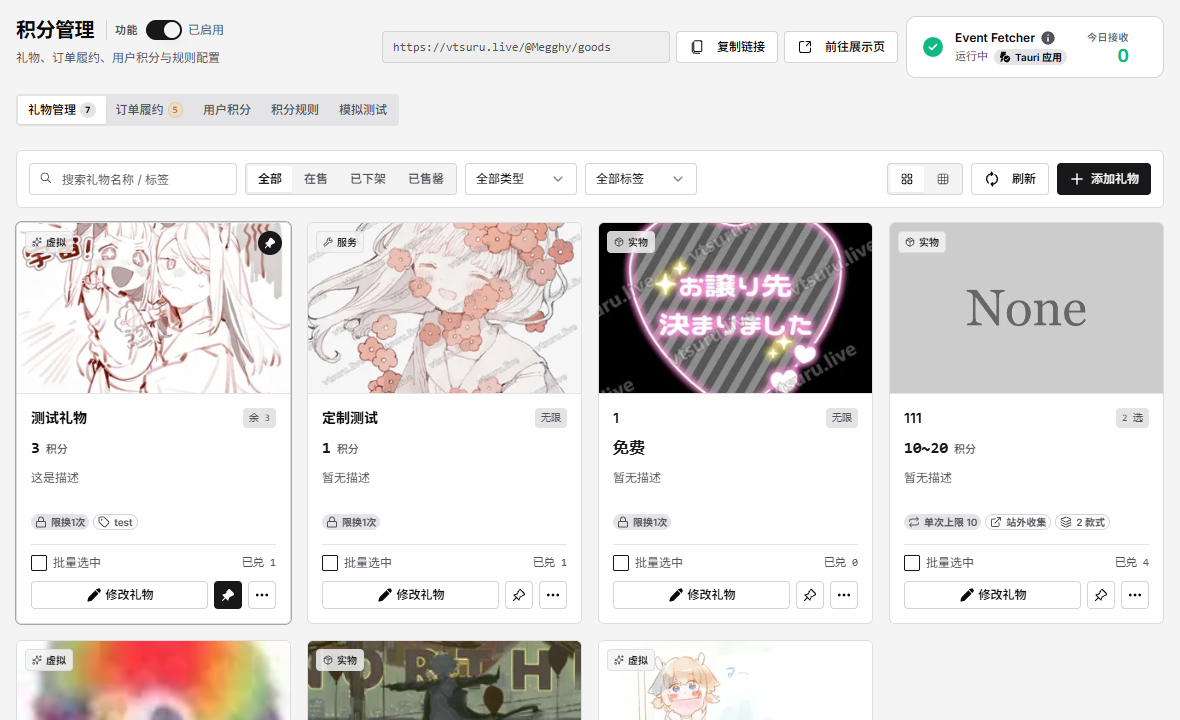 积分管理
功能
已启用
礼物、订单履约、用户积分与规则配置
https://vtsuru.live/@Megghy/goods
复制链接
前往展示页
Event Fetcher
运行中
Tauri 应用
今日接收
0
礼物管理 7
订单履约 5
用户积分
积分规则
模拟测试
搜索礼物名称 / 标签
全部
在售
已下架
已售罄
全部类型
全部标签
刷新
添加礼物
虚拟
宇宙!
测试礼物
余 3
3 积分
这是描述
限换1次
test
批量选中
已兑 1
修改礼物
服务
vtsuru.live
定制测试
无限
1 积分
暂无描述
限换1次
批量选中
已兑 1
修改礼物
实物
お譲り先
決まりました
vtsuru.live
1
无限
免费
暂无描述
限换1次
批量选中
已兑 0
修改礼物
实物
None
111
2 选
10~20 积分
暂无描述
单次上限 10
站外收集
2 款式
批量选中
已兑 4
修改礼物
虚拟
实物
ORTH
虚拟